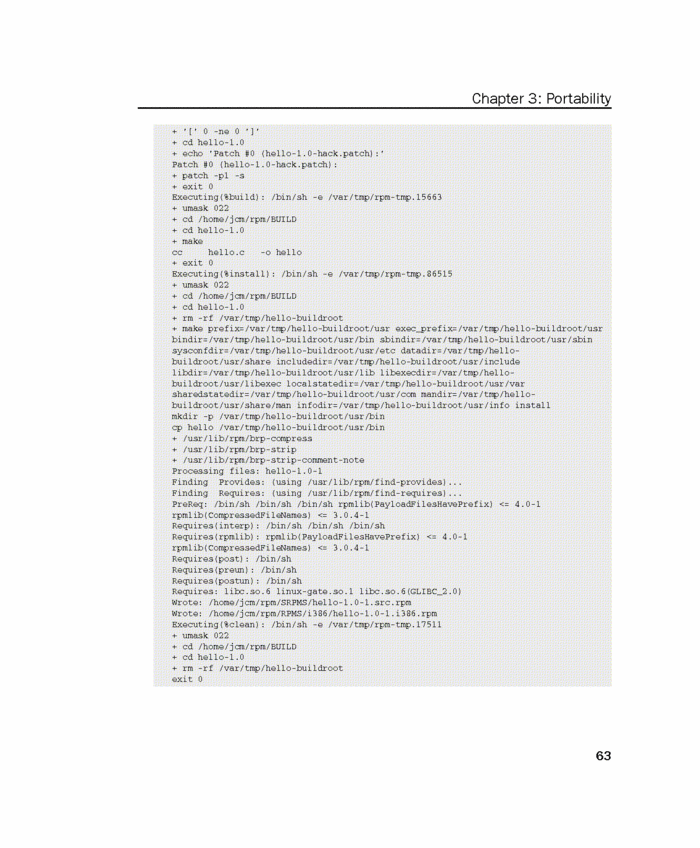 Chapter 3: Portability
+ '[' 0 -ne 0 ']'
+ cd hello-1.0
+ echo 'Patch #0 (hello-1.0-hack.patch):'
Patch #0 (hello-1.0-hack.patch):
+ patch -p1 -s
+ exit 0
Executing(%build): /bin/sh -e /var/tmp/rpm-tmp.15663
+ umask 022
+ cd /home/jcm/rpm/BUILD
+ cd hello-1.0
+ make
cc     hello.c   -o hello
+ exit 0
Executing(%install): /bin/sh -e /var/tmp/rpm-tmp.86515
+ umask 022
+ cd /home/jcm/rpm/BUILD
+ cd hello-1.0
+ rm -rf /var/tmp/hello-buildroot
+ make prefix=/var/tmp/hello-buildroot/usr exec_prefix=/var/tmp/hello-buildroot/usr
bindir=/var/tmp/hello-buildroot/usr/bin sbindir=/var/tmp/hello-buildroot/usr/sbin
sysconfdir=/var/tmp/hello-buildroot/usr/etc datadir=/var/tmp/hello-
buildroot/usr/share includedir=/var/tmp/hello-buildroot/usr/include
libdir=/var/tmp/hello-buildroot/usr/lib libexecdir=/var/tmp/hello-
buildroot/usr/libexec localstatedir=/var/tmp/hello-buildroot/usr/var
sharedstatedir=/var/tmp/hello-buildroot/usr/com mandir=/var/tmp/hello-
buildroot/usr/share/man infodir=/var/tmp/hello-buildroot/usr/info install
mkdir -p /var/tmp/hello-buildroot/usr/bin
cp hello /var/tmp/hello-buildroot/usr/bin
+ /usr/lib/rpm/brp-compress
+ /usr/lib/rpm/brp-strip
+ /usr/lib/rpm/brp-strip-comment-note
Processing files: hello-1.0-1
Finding  Provides: (using /usr/lib/rpm/find-provides)...
Finding  Requires: (using /usr/lib/rpm/find-requires)...
PreReq: /bin/sh /bin/sh /bin/sh rpmlib(PayloadFilesHavePrefix) <= 4.0-1
rpmlib(CompressedFileNames) <= 3.0.4-1
Requires(interp): /bin/sh /bin/sh /bin/sh
Requires(rpmlib): rpmlib(PayloadFilesHavePrefix) <= 4.0-1
rpmlib(CompressedFileNames) <= 3.0.4-1
Requires(post): /bin/sh
Requires(preun): /bin/sh
Requires(postun): /bin/sh
Requires: libc.so.6 linux-gate.so.1 libc.so.6(GLIBC_2.0)
Wrote: /home/jcm/rpm/SRPMS/hello-1.0-1.src.rpm
Wrote: /home/jcm/rpm/RPMS/i386/hello-1.0-1.i386.rpm
Executing(%clean): /bin/sh -e /var/tmp/rpm-tmp.17511
+ umask 022
+ cd /home/jcm/rpm/BUILD
+ cd hello-1.0
+ rm -rf /var/tmp/hello-buildroot
exit 0
63